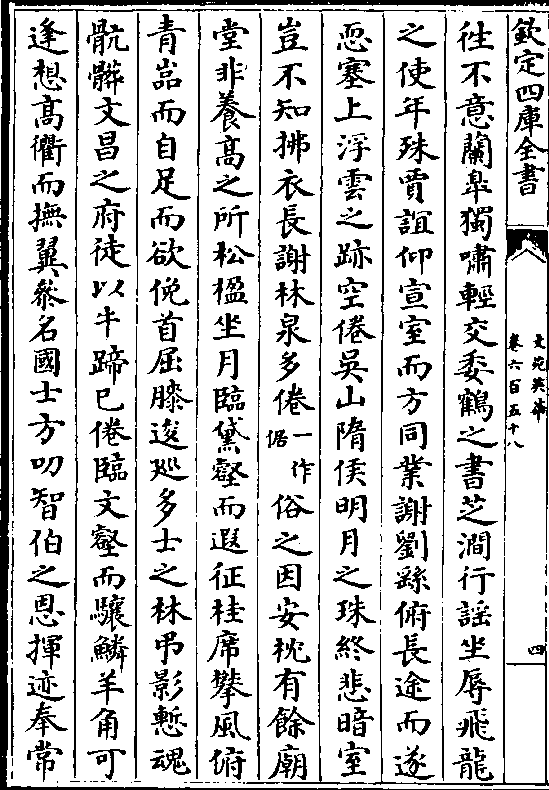 欽定四庫全書
文苑英華
卷六百五十八
四
徃不意蘭臯獨嘯輕交委鶴之書芝澗行謡坐辱飛龍
之使年殊賈誼仰宣室而方同業謝劉繇俯長途而遂
恧塞上浮雲之跡空倦吳山隋侯明月之珠終悲暗室
豈不知拂衣長謝林泉多倦一作倨俗之因安枕有餘廟
堂非養髙之所松楹坐月臨黛壑而遐征桂席攀風俯
青嵓而自足而欲俛首屈膝逡廵多士之林弔影慙魂
骯髒文昌之府徒以牛蹄已倦臨文壑而驤鱗羊角可
逢想髙衢而撫翼叅名國士方叨智伯之恩揮迹奉常